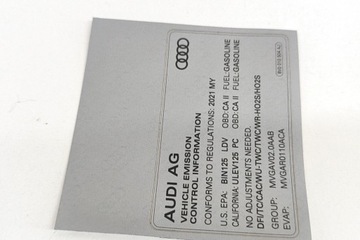 AUDI AG
VEHICLE EMISSION
CONTROL INFORMATION
CONFORMS TO REGULATIONS: 2021 MY
U.S. EPA: BIN125 LDV OBD: CA II FUEL: GASOLINE
CALIFORNIA: ULEV125 PC OBD: CA II FUEL: GASOLINE
NO ADJUSTMENTS NEEDED.
DFI/TC/CAC/WU-TWC/TWC/WR-HO2S/HO2S
GROUP: MVGAV02.0AAB
EVAP: MVGAR0110ACA